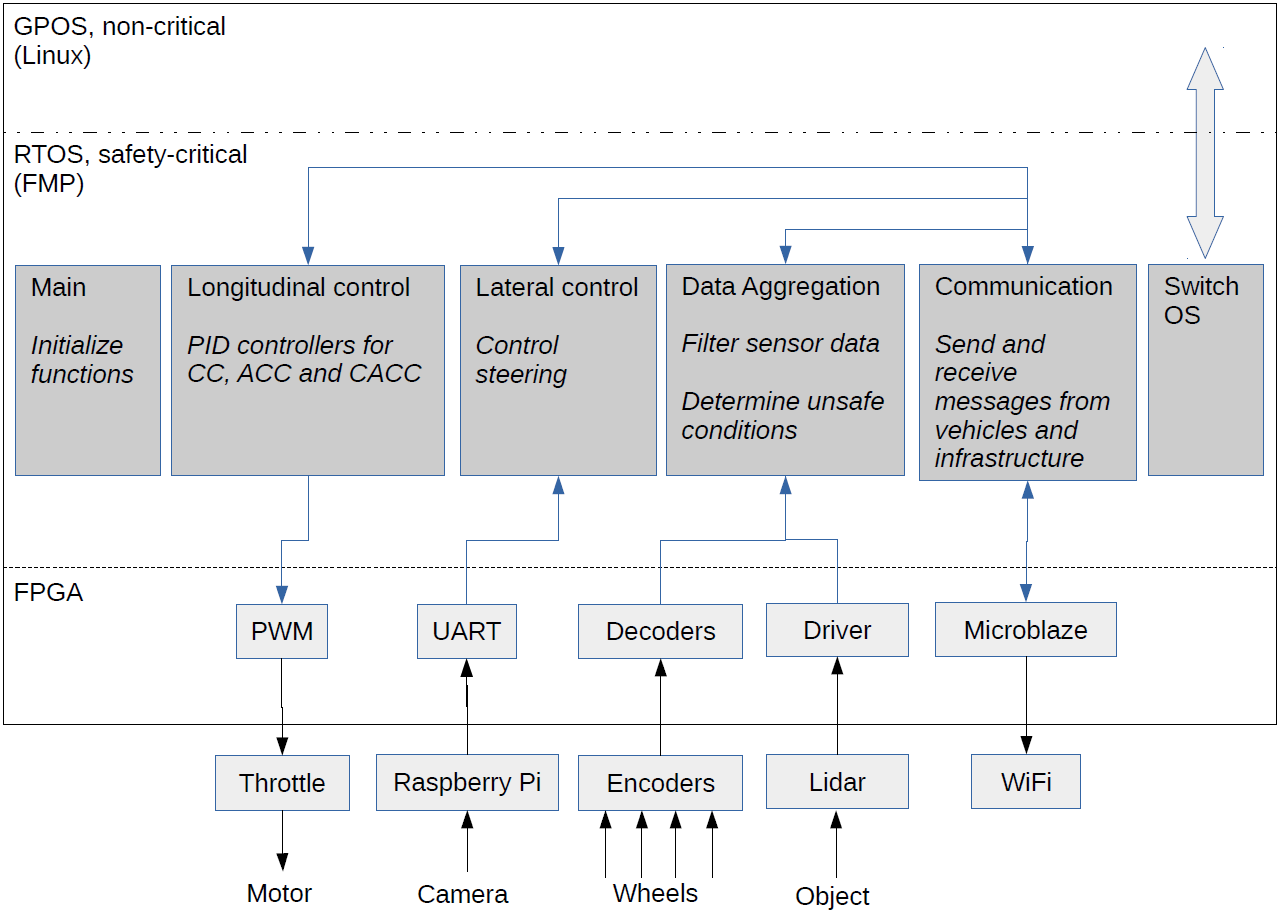 GPOS, non-critical
(Linux)
RTOS, safety-critical
(FMP)
Main
Initialize
functions
Longitudinal control
PID controllers for
CC, ACC and CACC
Lateral control
Control
steering
Data Aggregation
Filter sensor data
Determine unsafe
conditions
Communication
Send and
receive
messages from
vehicles and
infrastructure
Switch
OS
FPGA
PWM
UART
Decoders
Driver
Microblaze
Throttle
Raspberry Pi
Encoders
Lidar
WiFi
Motor
Camera
Wheels
Object